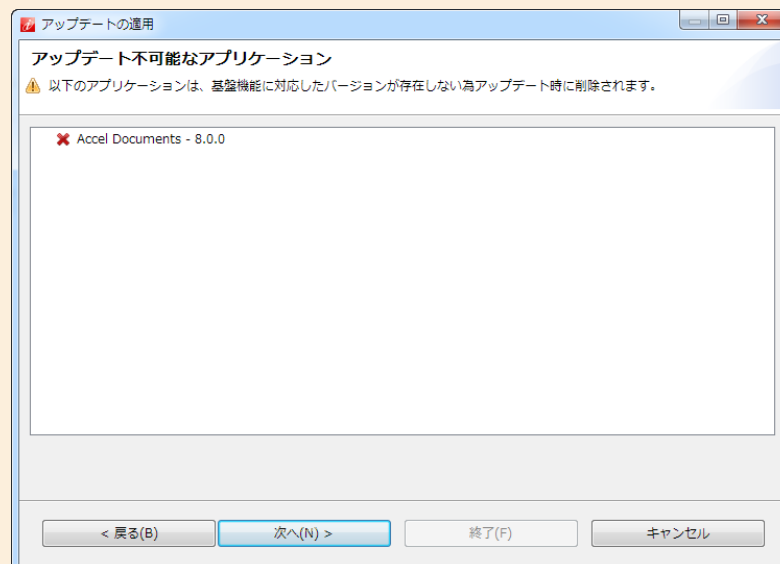 アップデートの適用
アップデート不可能なアプリケーション
以下のアプリケーションは、基盤機能に対応したバージョンが存在しない為アップデート時に削除されます。
Accel Documents - 8.0.0
< 戻る(B)
次へ(N) >
終了(F)
キャンセル